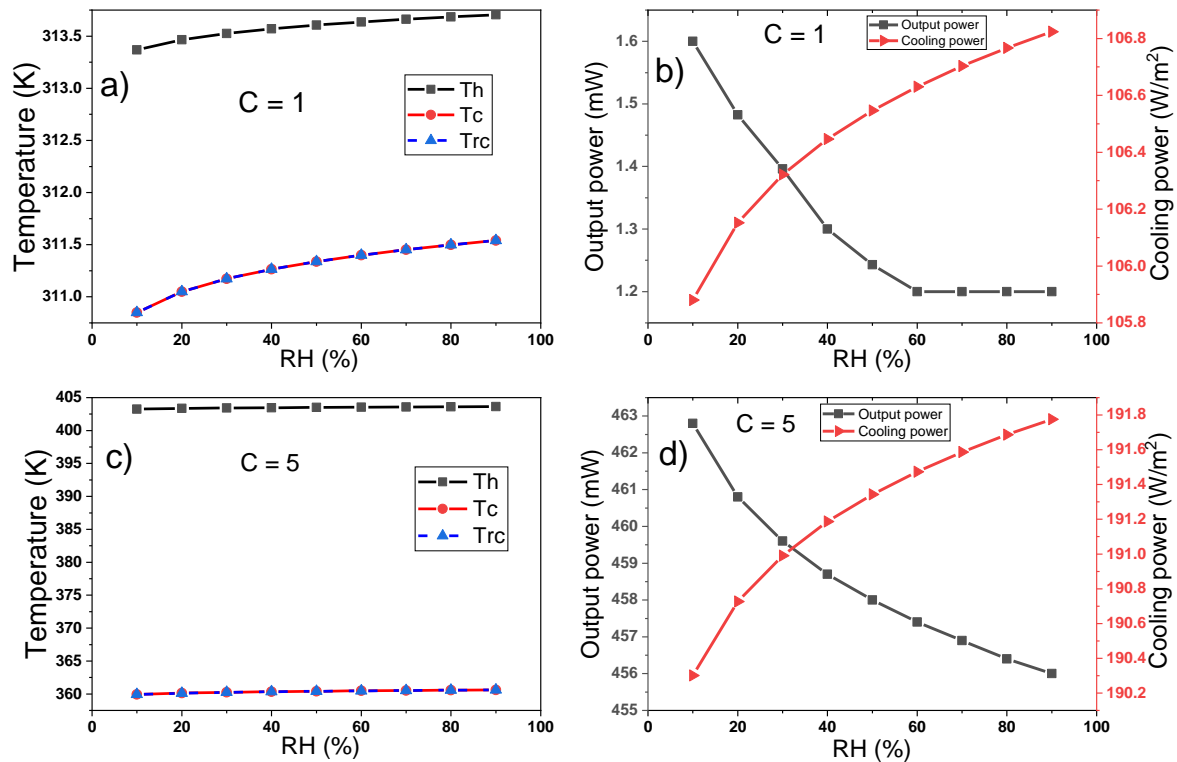 a)
C = 1
Th
Tc
Trc
Temperature (K)
313.5
313.0
312.5
312.0
311.5
311.0
0 20 40 60 80 100
RH (%)
b)
C = 1
Output power
Cooling power
Output power (mW)
1.6
1.5
1.4
1.3
1.2
0 20 40 60 80 100
RH (%)
Cooling power (W/m²)
106.8
106.6
106.4
106.2
106.0
105.8
c)
C = 5
Th
Tc
Trc
Temperature (K)
405
400
395
390
385
380
375
370
365
360
0 20 40 60 80 100
RH (%)
d)
C = 5
Output power
Cooling power
Output power (mW)
463
462
461
460
459
458
457
456
455
0 20 40 60 80 100
RH (%)
Cooling power (W/m²)
191.8
191.6
191.4
191.2
191.0
190.8
190.6
190.4
190.2